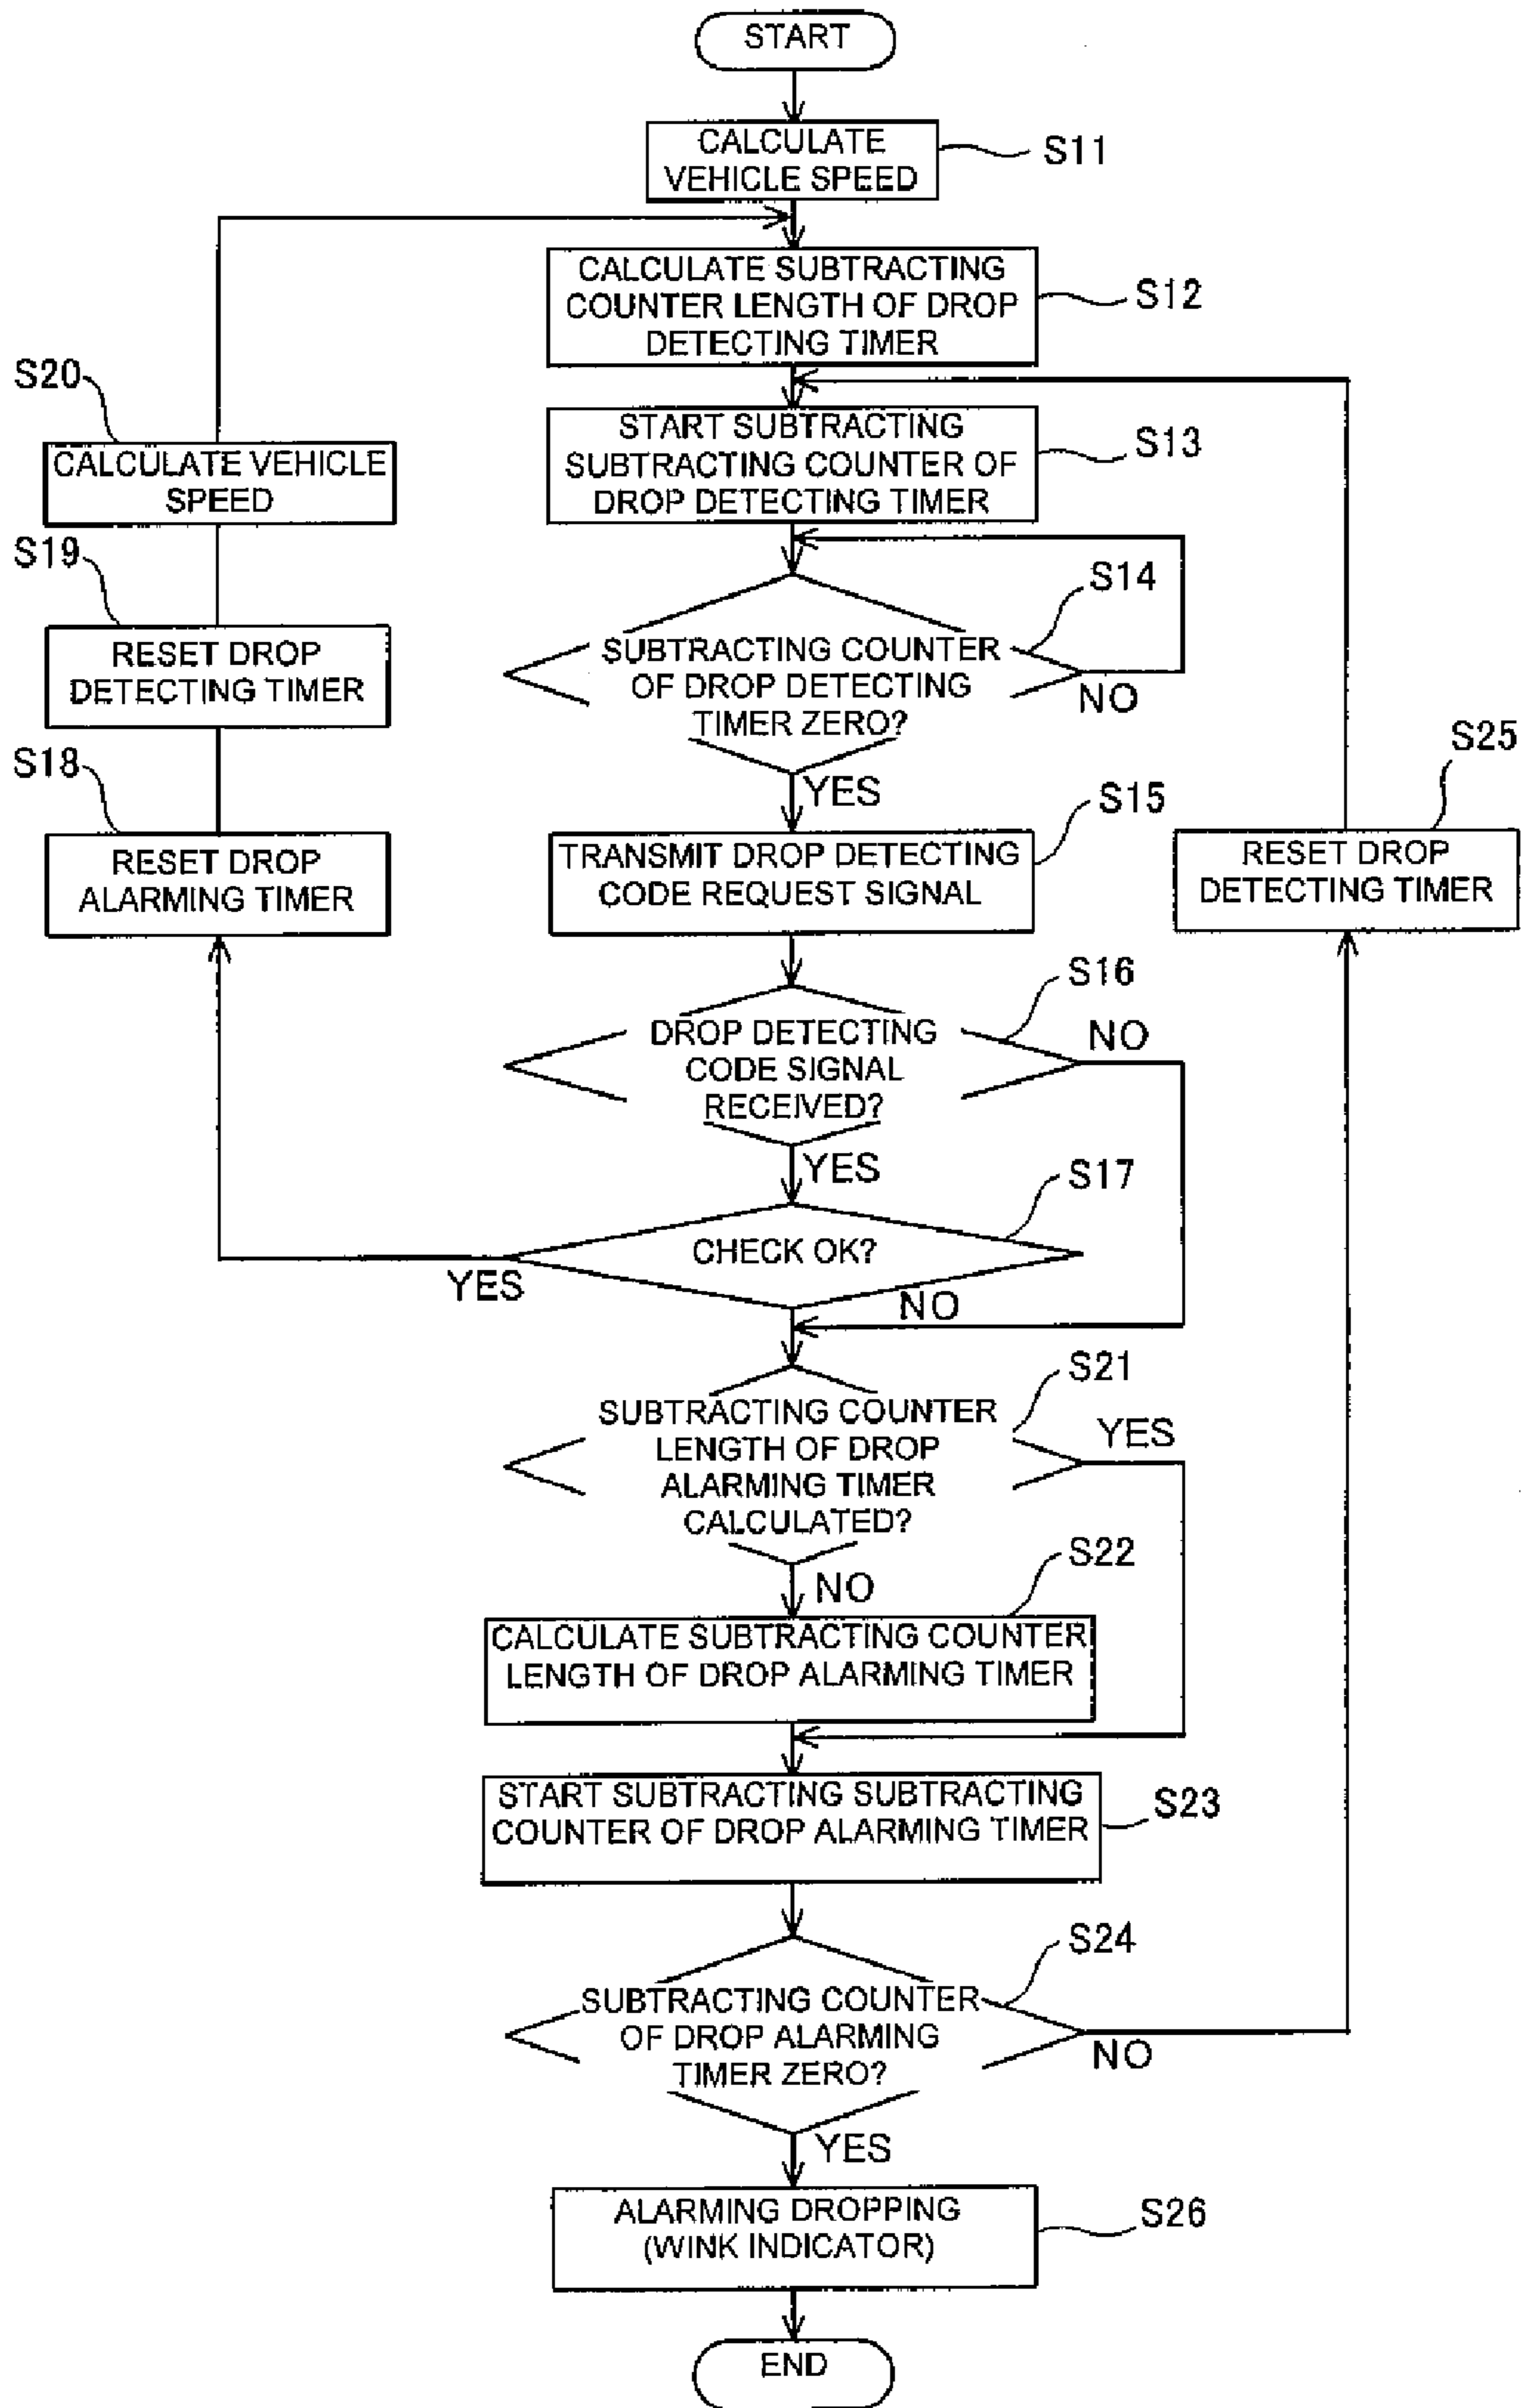 START
CALCULATE
VEHICLE SPEED
S11
CALCULATE SUBTRACTING
COUNTER LENGTH OF DROP
DETECTING TIMER
S12
START SUBTRACTING
SUBTRACTING COUNTER OF
DROP DETECTING TIMER
S13
S20
CALCULATE VEHICLE
SPEED
S19
RESET DROP
DETECTING TIMER
S18
RESET DROP
ALARMING TIMER
S14
SUBTRACTING COUNTER
OF DROP DETECTING
TIMER ZERO?
NO
YES
S15
TRANSMIT DROP DETECTING
CODE REQUEST SIGNAL
S25
RESET DROP
DETECTING TIMER
S16
DROP DETECTING
CODE SIGNAL
RECEIVED?
NO
YES
S17
CHECK OK?
YES
NO
S21
SUBTRACTING COUNTER
LENGTH OF DROP
ALARMING TIMER
CALCULATED?
YES
NO
S22
CALCULATE SUBTRACTING COUNTER
LENGTH OF DROP ALARMING TIMER
START SUBTRACTING SUBTRACTING
COUNTER OF DROP ALARMING TIMER
S23
S24
SUBTRACTING COUNTER
OF DROP ALARMING
TIMER ZERO?
NO
YES
ALARMING DROPPING
(WINK INDICATOR)
S26
END